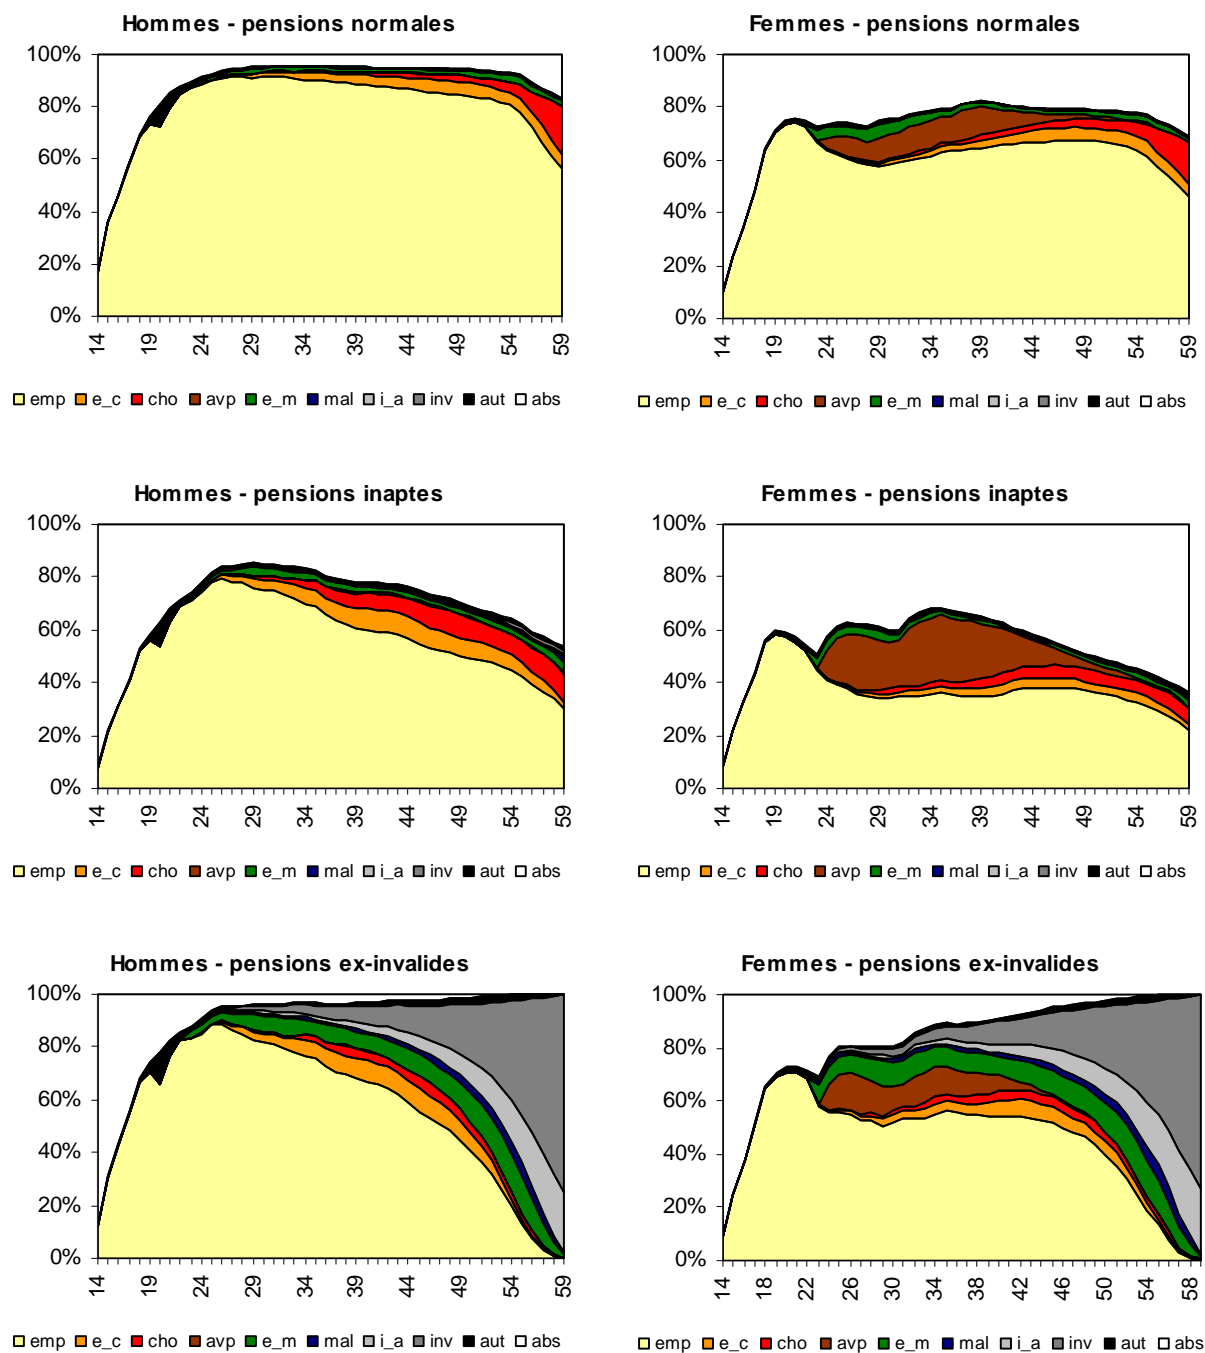 Hommes - pensions normales
100%
80%
60%
40%
20%
0%
14 19 24 29 34 39 44 49 54 59
emp e_c cho avp e_m mal i_a inv aut abs
Femmes - pensions normales
100%
80%
60%
40%
20%
0%
14 24 29 34 39 44 49 54 59
emp e_c cho avp e_m mal i_a inv aut abs
Hommes - pensions inaptes
100%
80%
60%
40%
20%
0%
14 19 24 29 34 39 44 49 54 59
emp e_c cho avp e_m mal i_a inv aut abs
Femmes - pensions inaptes
100%
80%
60%
40%
20%
0%
14 24 29 34 39 44 49 54 59
emp e_c cho avp e_m mal i_a inv aut abs
Hommes - pensions ex-invalides
100%
80%
60%
40%
20%
0%
14 19 24 29 34 39 44 49 54 59
emp e_c cho avp e_m mal i_a inv aut abs
Femmes - pensions ex-invalides
100%
80%
60%
40%
20%
0%
14 18 22 26 30 34 38 42 46 50 54 58
emp e_c cho avp e_m mal i_a inv aut abs